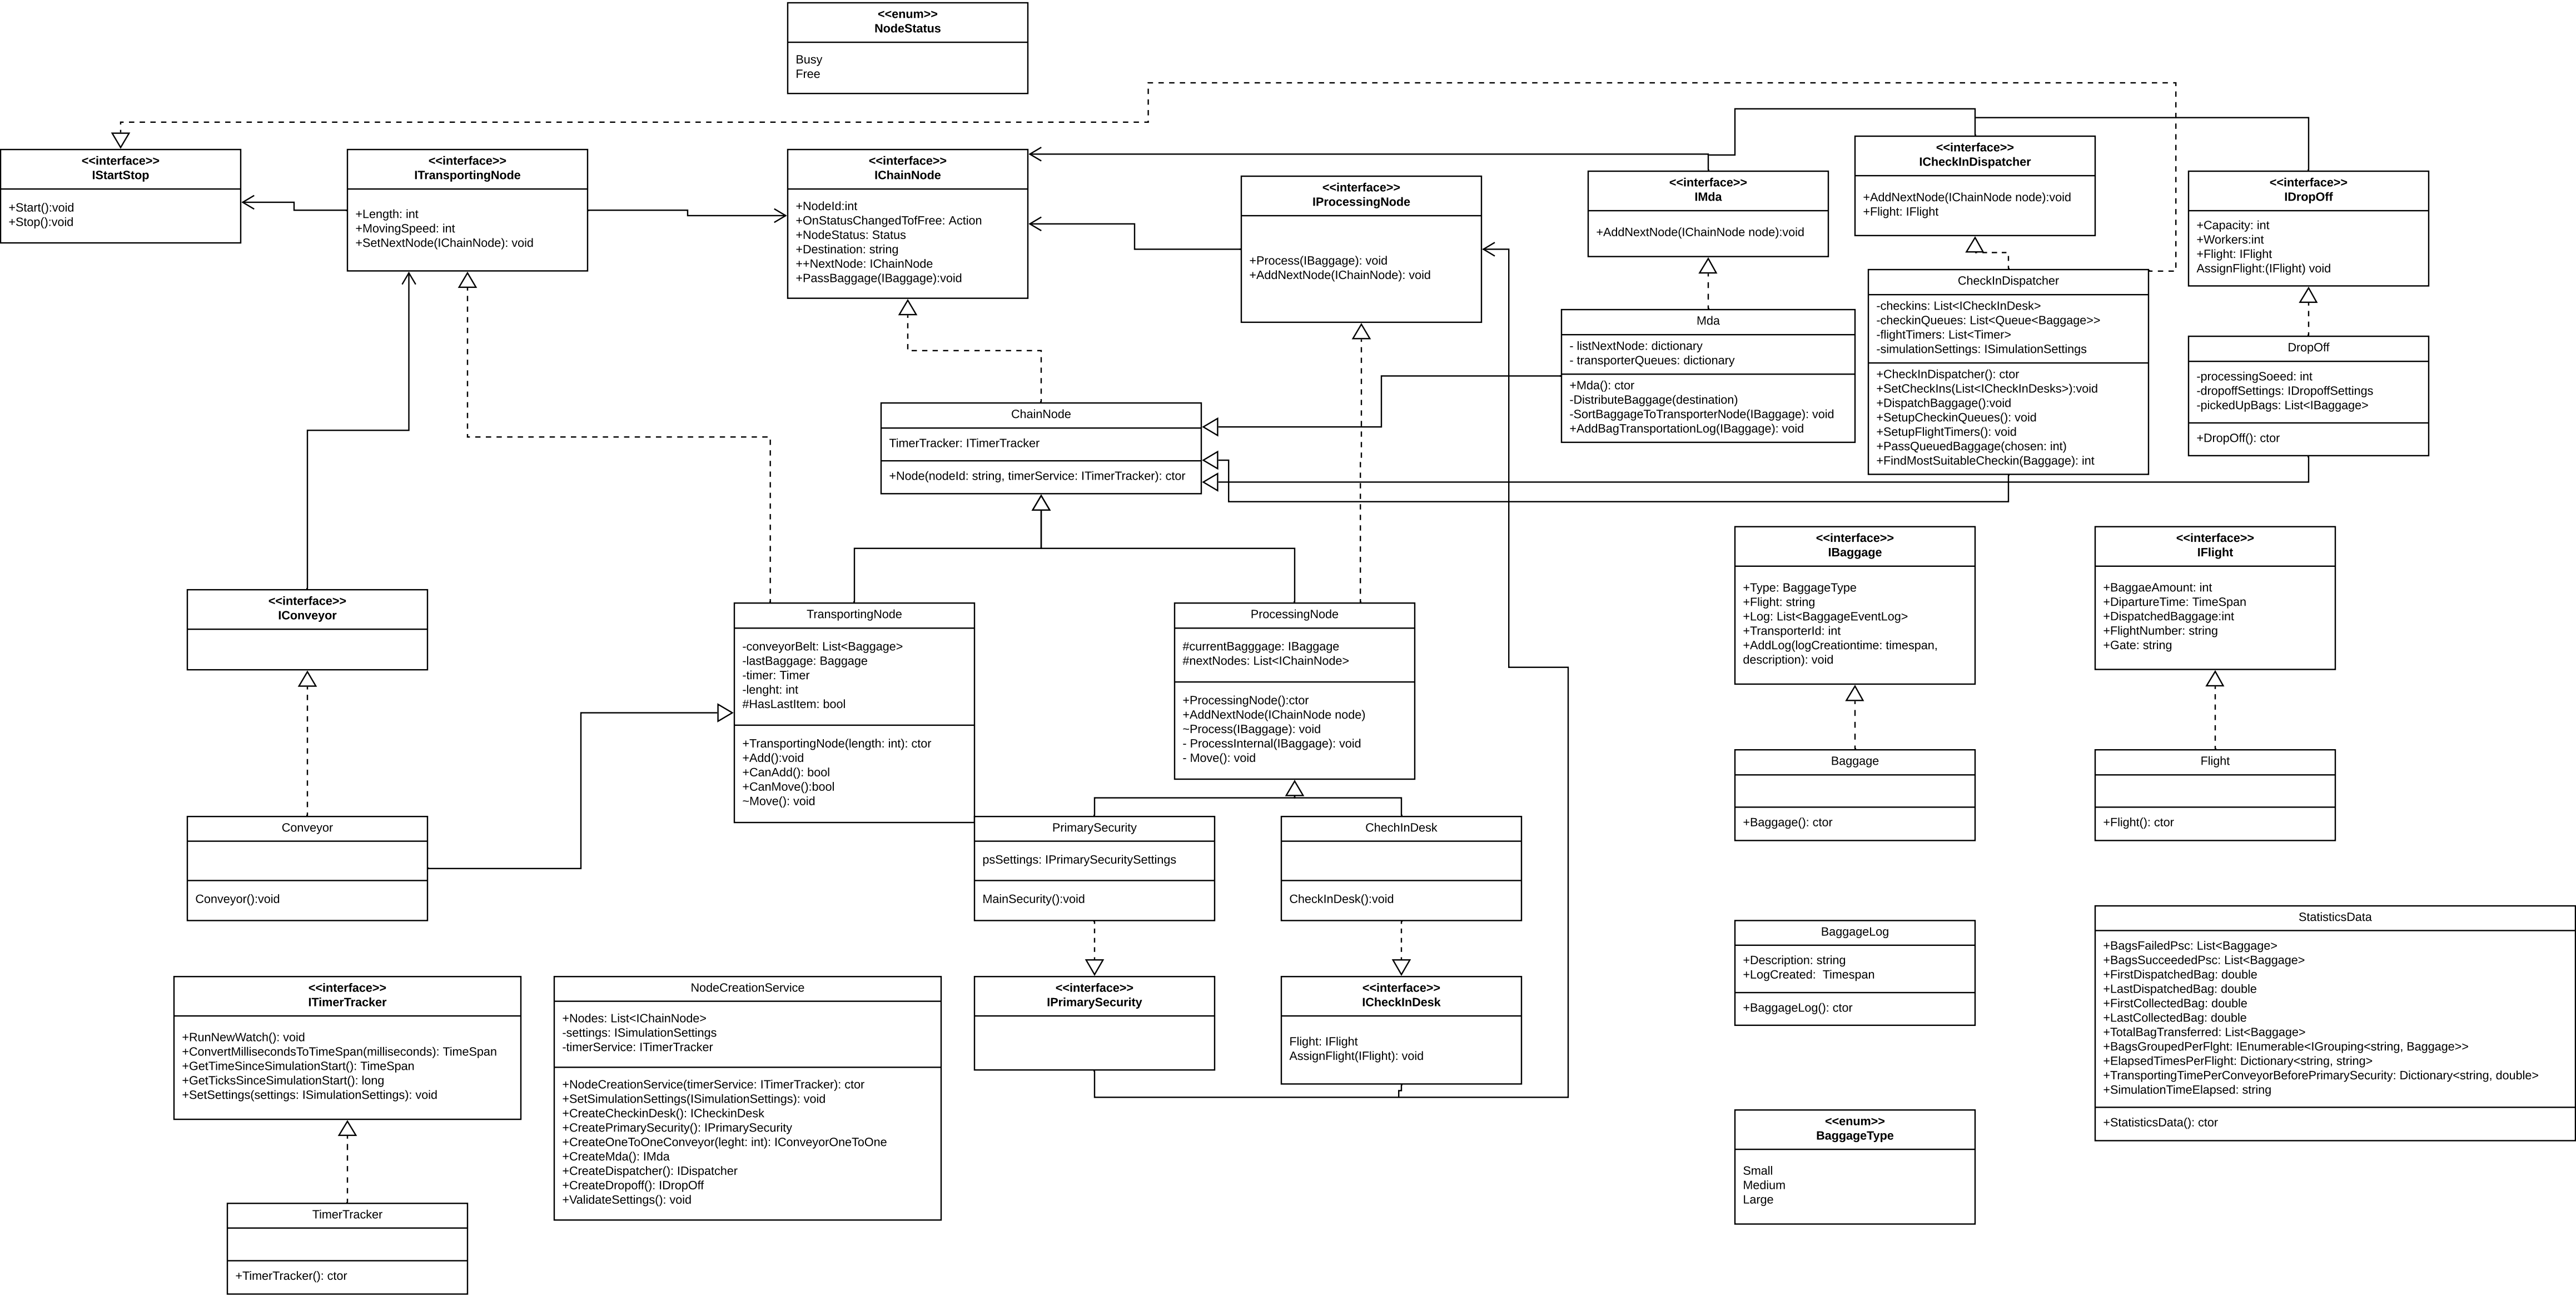 <<enum>>
NodeStatus
Busy
Free
<<interface>>
IStartStop
+Start():void
+Stop():void
<<interface>>
ITransportingNode
+Length: int
+MovingSpeed: int
+SetNextNode(IChainNode): void
<<interface>>
IChainNode
+NodeId:int
+OnStatusChangedTofFree: Action
+NodeStatus: Status
+Destination: string
++NextNode: IChainNode
+PassBaggage(IBaggage):void
<<interface>>
IProcessingNode
+Process(IBaggage): void
+AddNextNode(IChainNode): void
<<interface>>
IMda
+AddNextNode(IChainNode node):void
<<interface>>
ICheckInDispatcher
+AddNextNode(IChainNode node):void
+Flight: IFlight
<<interface>>
IDropOff
+Capacity: int
+Workers:int
+Flight: IFlight
AssignFlight:(IFlight) void
Mda
- listNextNode: dictionary
- transporterQueues: dictionary
+Mda(): ctor
-DistributeBaggage(destination)
-SortBaggageToTransporterNode(IBaggage): void
+AddBagTransportationLog(IBaggage): void
CheckInDispatcher
-checkins: List<ICheckInDesk>
-checkinQueues: List<Queue<Baggage>>
-flightTimers: List<Timer>
-simulationSettings: ISimulationSettings
+CheckInDispatcher(): ctor
+SetCheckIns(List<ICheckInDesks>):void
+DispatchBaggage():void
+SetupCheckinQueues(): void
+SetupFlightTimers(): void
+PassQueuedBaggage(chosen: int)
+FindMostSuitableCheckin(Baggage): int
DropOff
-processingSoeed: int
-dropoffSettings: IDropoffSettings
-pickedUpBags: List<IBaggage>
+DropOff(): ctor
ChainNode
TimerTracker: ITimerTracker
+Node(nodeId: string, timerService: ITimerTracker): ctor
<<interface>>
IConveyor
TransportingNode
-conveyorBelt: List<Baggage>
-lastBaggage: Baggage
-timer: Timer
-lenght: int
#HasLastItem: bool
+TransportingNode(length: int): ctor
+Add():void
+CanAdd(): bool
+CanMove():bool
~Move(): void
ProcessingNode
#currentBagggage: IBaggage
#nextNodes: List<IChainNode>
+ProcessingNode():ctor
+AddNextNode(IChainNode node)
~Process(IBaggage): void
- ProcessInternal(IBaggage): void
- Move(): void
<<interface>>
IBaggage
+Type: BaggageType
+Flight: string
+Log: List<BaggageEventLog>
+TransporterId: int
+AddLog(logCreationtime: timespan,
description): void
<<interface>>
IFlight
+BaggaeAmount: int
+DipartureTime: TimeSpan
+DispatchedBaggage:int
+FlightNumber: string
+Gate: string
Baggage
+Baggage(): ctor
Flight
+Flight(): ctor
Conveyor
Conveyor():void
PrimarySecurity
psSettings: IPrimarySecuritySettings
MainSecurity():void
ChechInDesk
CheckInDesk():void
BaggageLog
+Description: string
+LogCreated:  Timespan
+BaggageLog(): ctor
StatisticsData
+BagsFailedPsc: List<Baggage>
+BagsSucceededPsc: List<Baggage>
+FirstDispatchedBag: double
+LastDispatchedBag: double
+FirstCollectedBag: double
+LastCollectedBag: double
+TotalBagTransferred: List<Baggage>
+BagsGroupedPerFlght: IEnumerable<IGrouping<string, Baggage>>
+ElapsedTimesPerFlight: Dictionary<string, string>
+TransportingTimePerConveyorBeforePrimarySecurity: Dictionary<string, double>
+SimulationTimeElapsed: string
+StatisticsData(): ctor
<<interface>>
ITimerTracker
+RunNewWatch(): void
+ConvertMillisecondsToTimeSpan(milliseconds): TimeSpan
+GetTimeSinceSimulationStart(): TimeSpan
+GetTicksSinceSimulationStart(): long
+SetSettings(settings: ISimulationSettings): void
NodeCreationService
+Nodes: List<IChainNode>
-settings: ISimulationSettings
-timerService: ITimerTracker
+NodeCreationService(timerService: ITimerTracker): ctor
+SetSimulationSettings(ISimulationSettings): void
+CreateCheckinDesk(): ICheckinDesk
+CreatePrimarySecurity(): IPrimarySecurity
+CreateOneToOneConveyor(leght: int): IConveyorOneToOne
+CreateMda(): IMda
+CreateDispatcher(): IDispatcher
+CreateDropoff(): IDropOff
+ValidateSettings(): void
<<interface>>
IPrimarySecurity
<<interface>>
ICheckInDesk
Flight: IFlight
AssignFlight(IFlight): void
<<enum>>
BaggageType
Small
Medium
Large
TimerTracker
+TimerTracker(): ctor